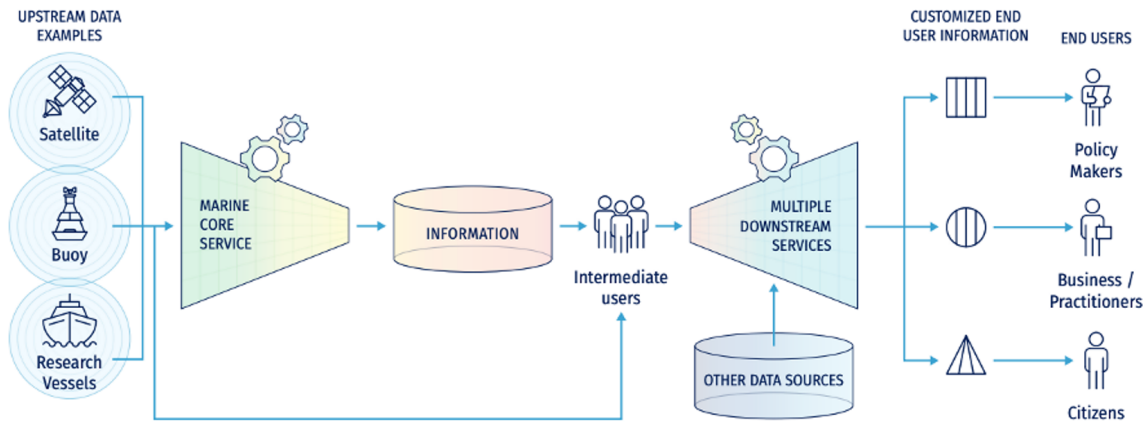 UPSTREAM DATA
EXAMPLES
Satellite
Buoy
Research
Vessels
MARINE
CORE
SERVICE
INFORMATION
Intermediate
users
MULTIPLE
DOWNSTREAM
SERVICES
OTHER DATA SOURCES
CUSTOMIZED END
USER INFORMATION
END USERS
Policy
Makers
Business /
Practitioners
Citizens